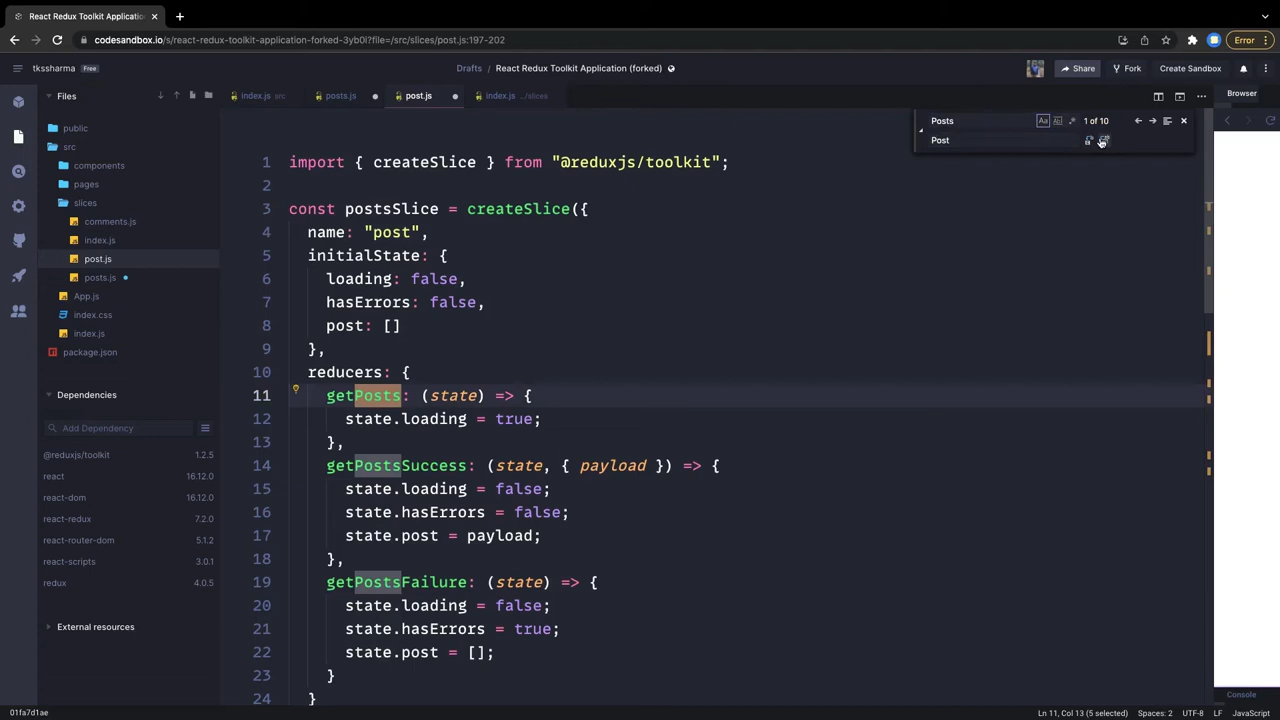 React Redux Toolkit Application
codesandbox.io/s/react-redux-toolkit-application-forked-3yb0l?file=/src/slices/post.js:197-202
Error
tkssharma Free
Drafts / React Redux Toolkit Application (forked)
Share
Fork
Create Sandbox
Files
index.js src
posts.js
post.js
index.js .../slices
Browser
Posts
Aa
1 of 10
Post
public
src
components
pages
slices
comments.js
index.js
post.js
posts.js
App.js
index.css
index.js
package.json
Dependencies
Add Dependency
@reduxjs/toolkit 1.2.5
react 16.12.0
react-dom 16.12.0
react-redux 7.2.0
react-router-dom 5.1.2
react-scripts 3.0.1
redux 4.0.5
External resources
1 import { createSlice } from "@reduxjs/toolkit";
2
3 const postsSlice = createSlice({
4 name: "post",
5 initialState: {
6 loading: false,
7 hasErrors: false,
8 post: []
9 },
10 reducers: {
11 getPosts: (state) => {
12 state.loading = true;
13 },
14 getPostsSuccess: (state, { payload }) => {
15 state.loading = false;
16 state.hasErrors = false;
17 state.post = payload;
18 },
19 getPostsFailure: (state) => {
20 state.loading = false;
21 state.hasErrors = true;
22 state.post = [];
23 }
24 }
Console
01fa7d1ae
Ln 11, Col 13 (5 selected) Spaces: 2 UTF-8 LF JavaScript